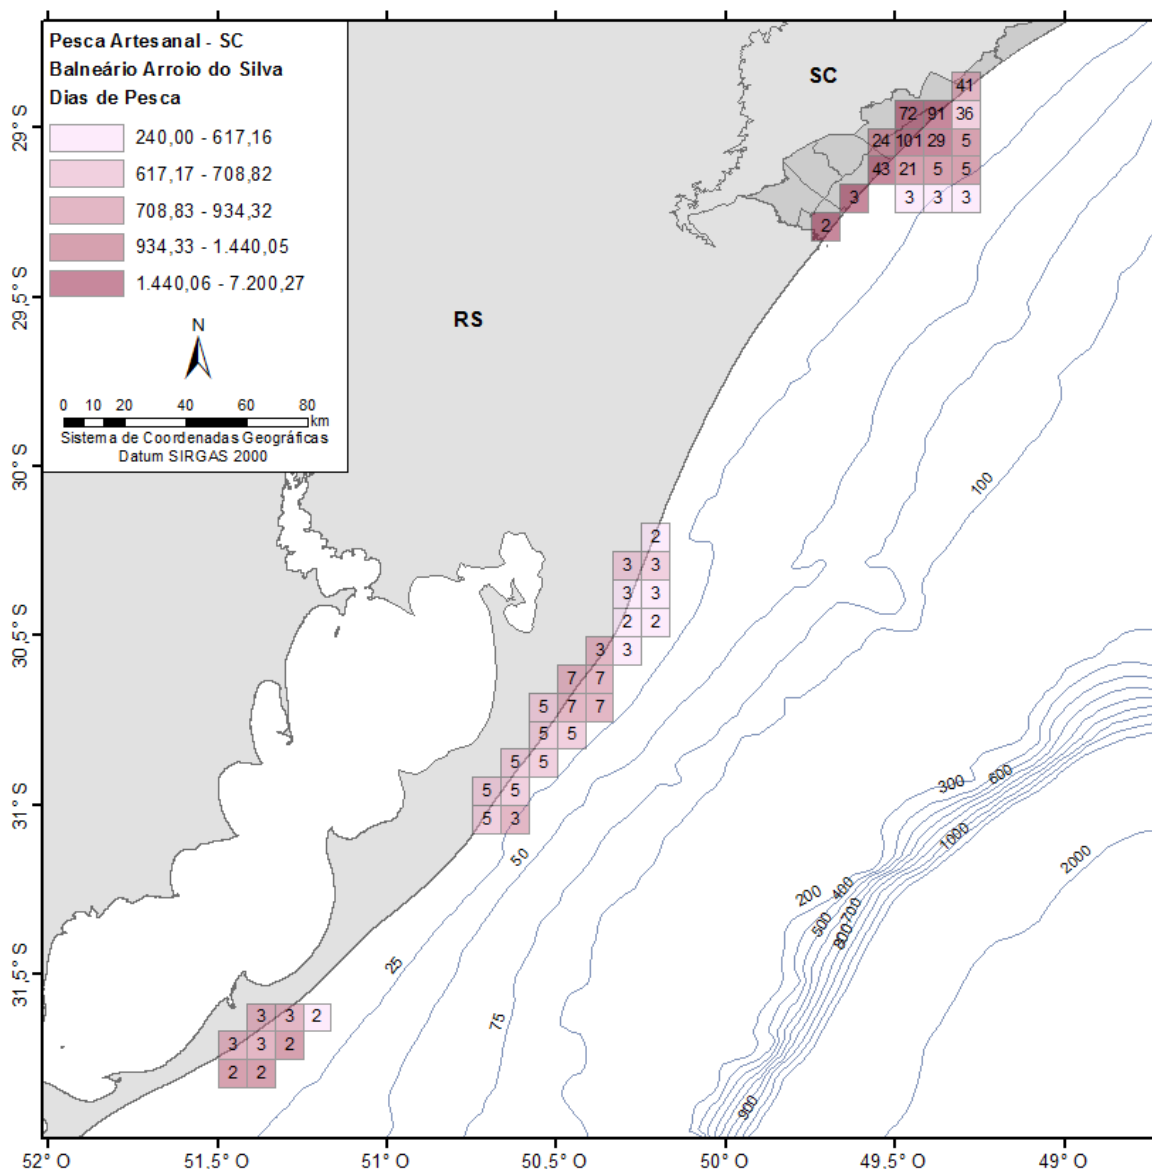 Pesca Artesanal - SC
Balneário Arroio do Silva
Dias de Pesca
240,00 - 617,16
617,17 - 708,82
708,83 - 934,32
934,33 - 1.440,05
1.440,06 - 7.200,27
N
0 10 20 40 60 80
km
Sistema de Coordenadas Geográficas
Datum SIRGAS 2000
SC
RS
41
72 91 36
24 101 29 5
43 21 5 5
3 3 3 3
2
2
3 3
3 3
2 2
3 3
7 7
5 7 7
5 5
5 5
5 5
5 3
3 3 2
3 3 2
2 2
100
50
25
75
300
600
1000
2000
200
400
500
700
800
900
29°S
29,5°S
30°S
30,5°S
31°S
31,5°S
52° O 51,5° O 51° O 50,5° O 50° O 49,5° O 49° O